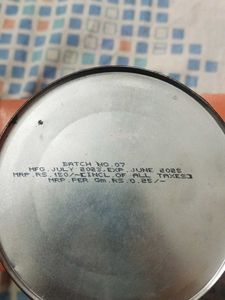 BATCH NO.07
MFG.JULY 2023.EXP.JUNE 2025
MRP.RS.150/-[INCL.OF ALL TAXES]
MRP.PER Gm.RS.0.25/-